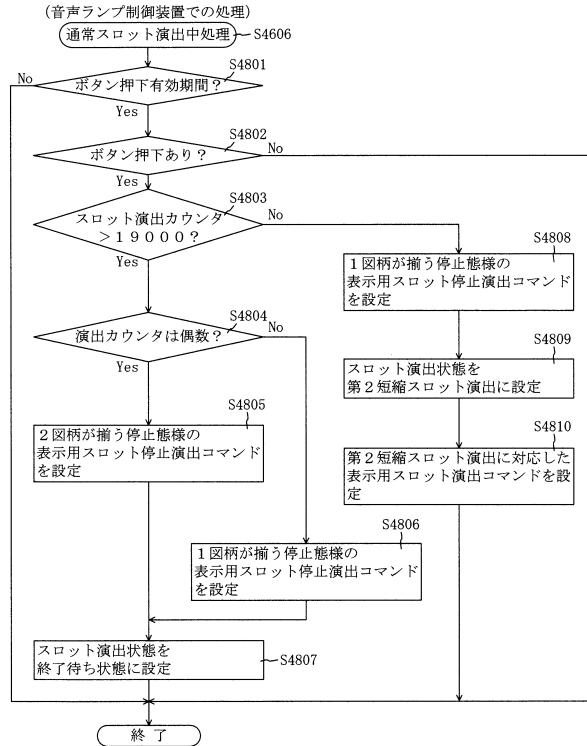 (音声ランプ制御装置での処理)
通常スロット演出中処理
S4606
S4801
No
ボタン押下有効期間？
Yes
S4802
ボタン押下あり？
No
Yes
S4803
スロット演出カウンタ
＞１９０００？
No
Yes
S4808
１図柄が揃う停止態様の
表示用スロット停止演出コマンド
を設定
S4804
演出カウンタは偶数？
No
Yes
S4809
スロット演出状態を
第２短縮スロット演出に設定
S4805
２図柄が揃う停止態様の
表示用スロット停止演出コマンド
を設定
S4810
第２短縮スロット演出に対応した
表示用スロット演出コマンドを設
定
S4806
１図柄が揃う停止態様の
表示用スロット停止演出コマンド
を設定
スロット演出状態を
終了待ち状態に設定
S4807
終 了